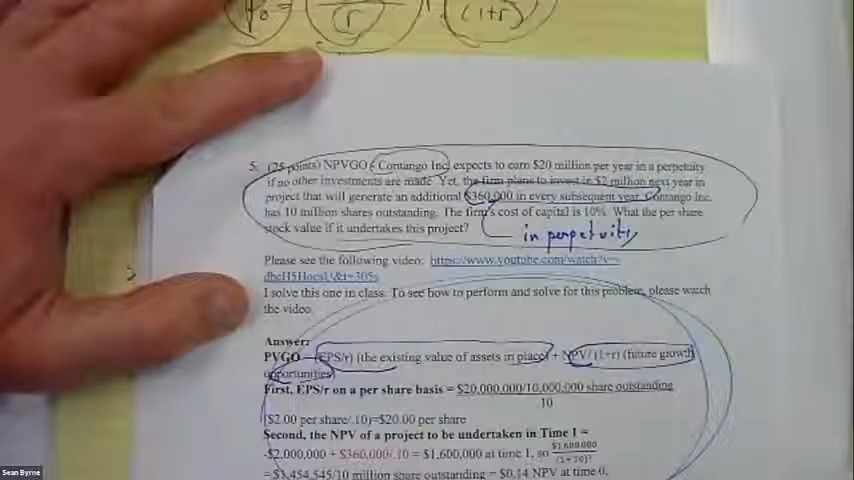 r (1+r)
5. (25 points) NPVGO - Contango Inc. expects to earn $20 million per year in a perpetuity
if no other investments are made. Yet, the firm plans to invest in $2 million next year in
project that will generate an additional $360,000 in every subsequent year. Contango Inc.
has 10 million shares outstanding. The firm's cost of capital is 10%. What the per share
stock value if it undertakes this project?
in perpetuity
Please see the following video: https://www.youtube.com/watch?v=
I solve this one in class. To see how to perform and solve for this problem, please watch
the video.
Answer:
PVGO = (EPS/r) (the existing value of assets in place) + NPV/(1+r) (future growth
opportunities)
First, EPS/r on a per share basis = $20,000,000/10,000,000 share outstanding
.10
($2.00 per share/.10)=$20.00 per share
Second, the NPV of a project to be undertaken in Time 1 =
-$2,000,000 + $360,000/.10 = $1,600,000 at time 1, so $1,600,000
= $1,454,545/10 million share outstanding = $0.14 NPV at time 0.
Sean Byrne